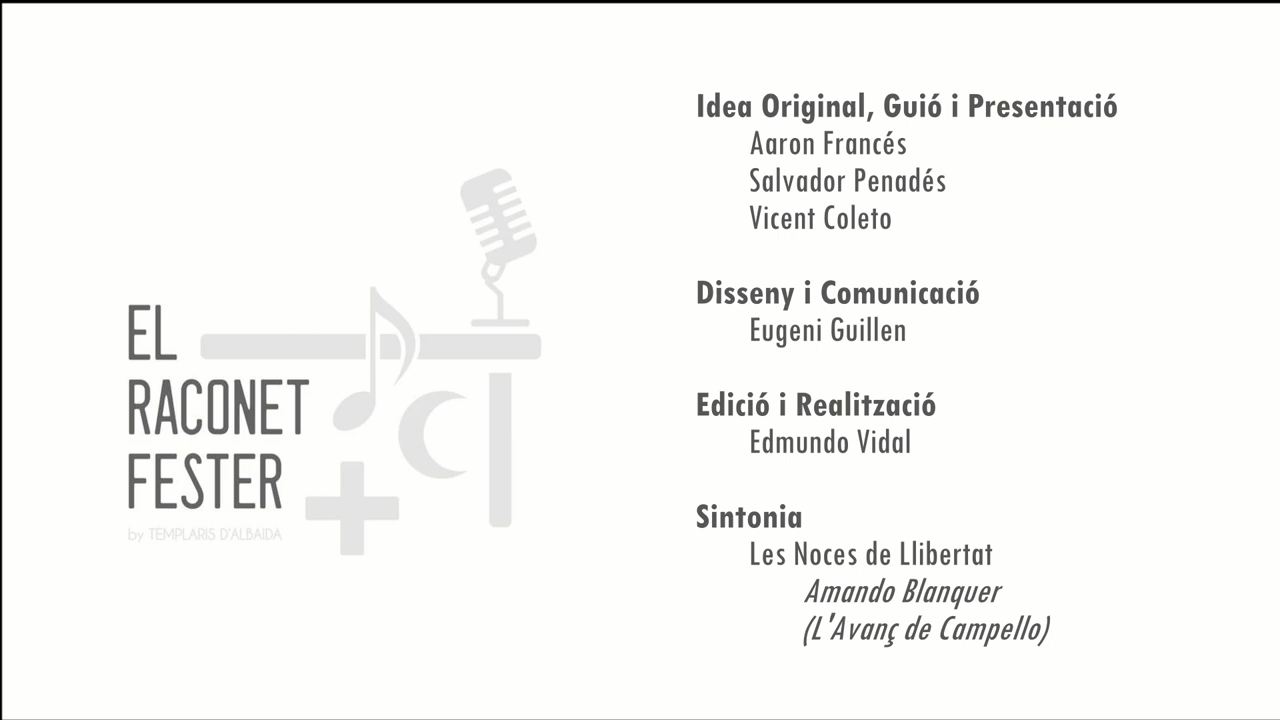 EL
RACONET
FESTER
by TEMPLARIS D'ALBAIDA
Idea Original, Guió i Presentació
Aaron Francés
Salvador Penadés
Vicent Coleto
Disseny i Comunicació
Eugeni Guillen
Edició i Realització
Edmundo Vidal
Sintonia
Les Noces de Llibertat
Amando Blanquer
(L'Avanç de Campello)